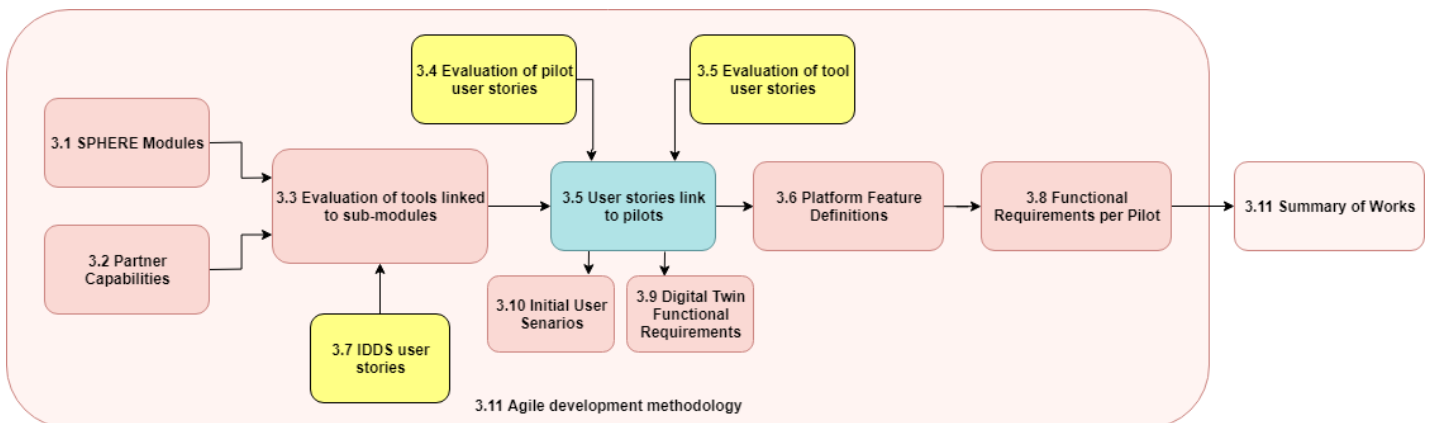 3.4 Evaluation of pilot
user stories
3.5 Evaluation of tool
user stories
3.1 SPHERE Modules
3.3 Evaluation of tools linked
to sub-modules
3.5 User stories link
to pilots
3.6 Platform Feature
Definitions
3.8 Functional
Requirements per Pilot
3.11 Summary of Works
3.2 Partner
Capabilities
3.10 Initial User
Senarios
3.9 Digital Twin
Functional
Requirements
3.7 IDDS user
stories
3.11 Agile development methodology